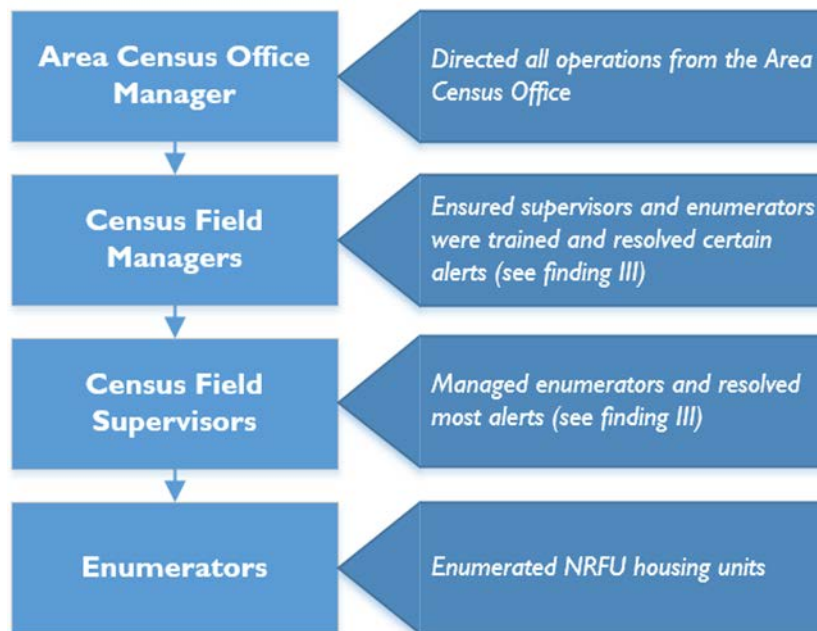 Area Census Office
Manager
Directed all operations from the Area
Census Office
Census Field
Managers
Ensured supervisors and enumerators
were trained and resolved certain
alerts (see finding III)
Census Field
Supervisors
Managed enumerators and resolved
most alerts (see finding III)
Enumerators
Enumerated NRFU housing units